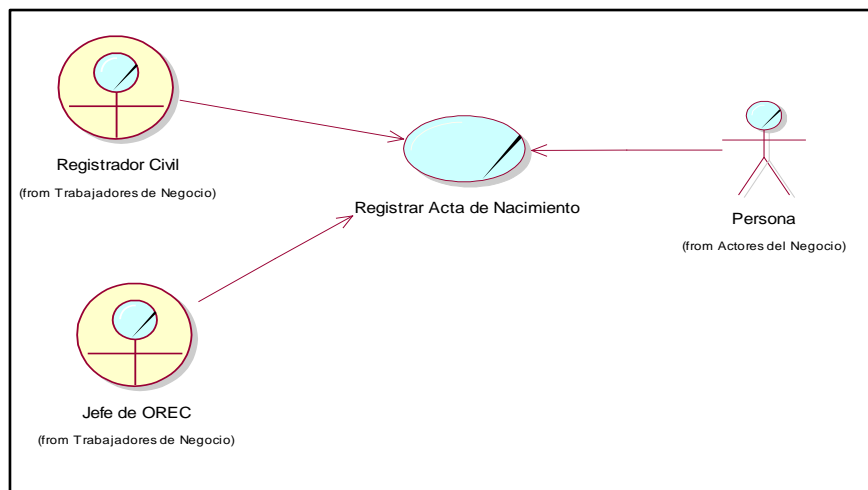 Registrador Civil
(from Trabajadores de Negocio)
Registrar Acta de Nacimiento
Persona
(from Actores del Negocio)
Jefe de OREC
(from Trabajadores de Negocio)